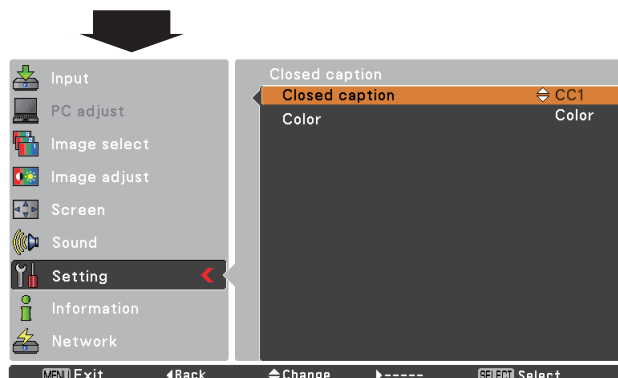 Input
PC adjust
Image select
Image adjust
Screen
Sound
Setting
Information
Network
Closed caption
Closed caption CC1
Color Color
MENU Exit Back Change ----- SELECT Select